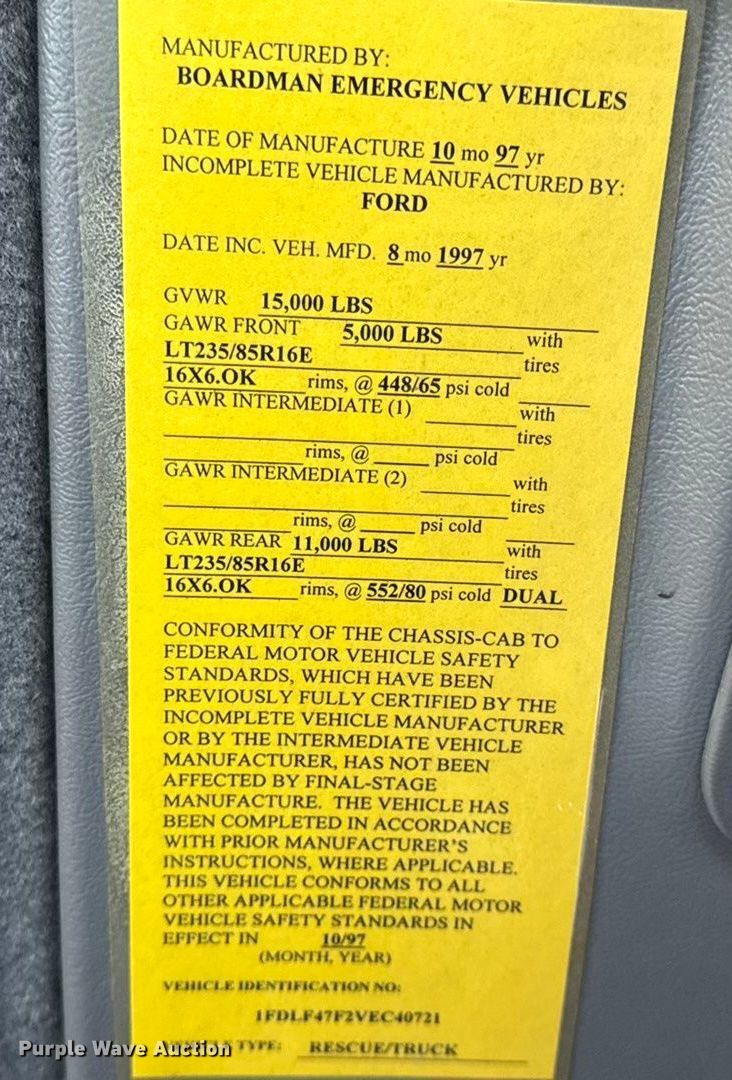 MANUFACTURED BY:
BOARDMAN EMERGENCY VEHICLES
DATE OF MANUFACTURE 10 mo 97 yr
INCOMPLETE VEHICLE MANUFACTURED BY:
FORD
DATE INC. VEH. MFD. 8 mo 1997 yr
GVWR 15,000 LBS
GAWR FRONT 5,000 LBS with
LT235/85R16E tires
16X6.OK rims, @ 448/65 psi cold
GAWR INTERMEDIATE (1) with
tires
rims, @ psi cold
GAWR INTERMEDIATE (2) with
tires
rims, @ psi cold
GAWR REAR 11,000 LBS with
LT235/85R16E tires
16X6.OK rims, @ 552/80 psi cold DUAL
CONFORMITY OF THE CHASSIS-CAB TO
FEDERAL MOTOR VEHICLE SAFETY
STANDARDS, WHICH HAVE BEEN
PREVIOUSLY FULLY CERTIFIED BY THE
INCOMPLETE VEHICLE MANUFACTURER
OR BY THE INTERMEDIATE VEHICLE
MANUFACTURER, HAS NOT BEEN
AFFECTED BY FINAL-STAGE
MANUFACTURE. THE VEHICLE HAS
BEEN COMPLETED IN ACCORDANCE
WITH PRIOR MANUFACTURER'S
INSTRUCTIONS, WHERE APPLICABLE.
THIS VEHICLE CONFORMS TO ALL
OTHER APPLICABLE FEDERAL MOTOR
VEHICLE SAFETY STANDARDS IN
EFFECT IN 10/97
(MONTH, YEAR)
VEHICLE IDENTIFICATION NO:
1FDLF47F2VEC40721
TYPE: RESCUE/TRUCK
Purple Wave Auction